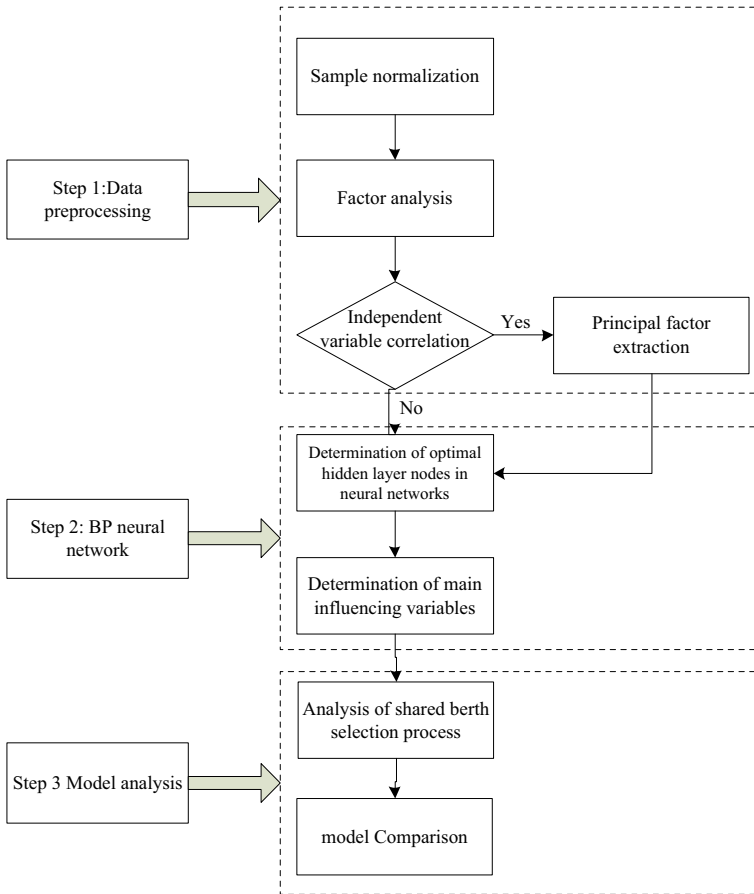 Sample normalization
Step 1:Data
preprocessing
Factor analysis
Independent
variable correlation
Yes
Principal factor
extraction
No
Determination of optimal
hidden layer nodes in
neural networks
Step 2: BP neural
network
Determination of main
influencing variables
Analysis of shared berth
selection process
Step 3 Model analysis
model Comparison